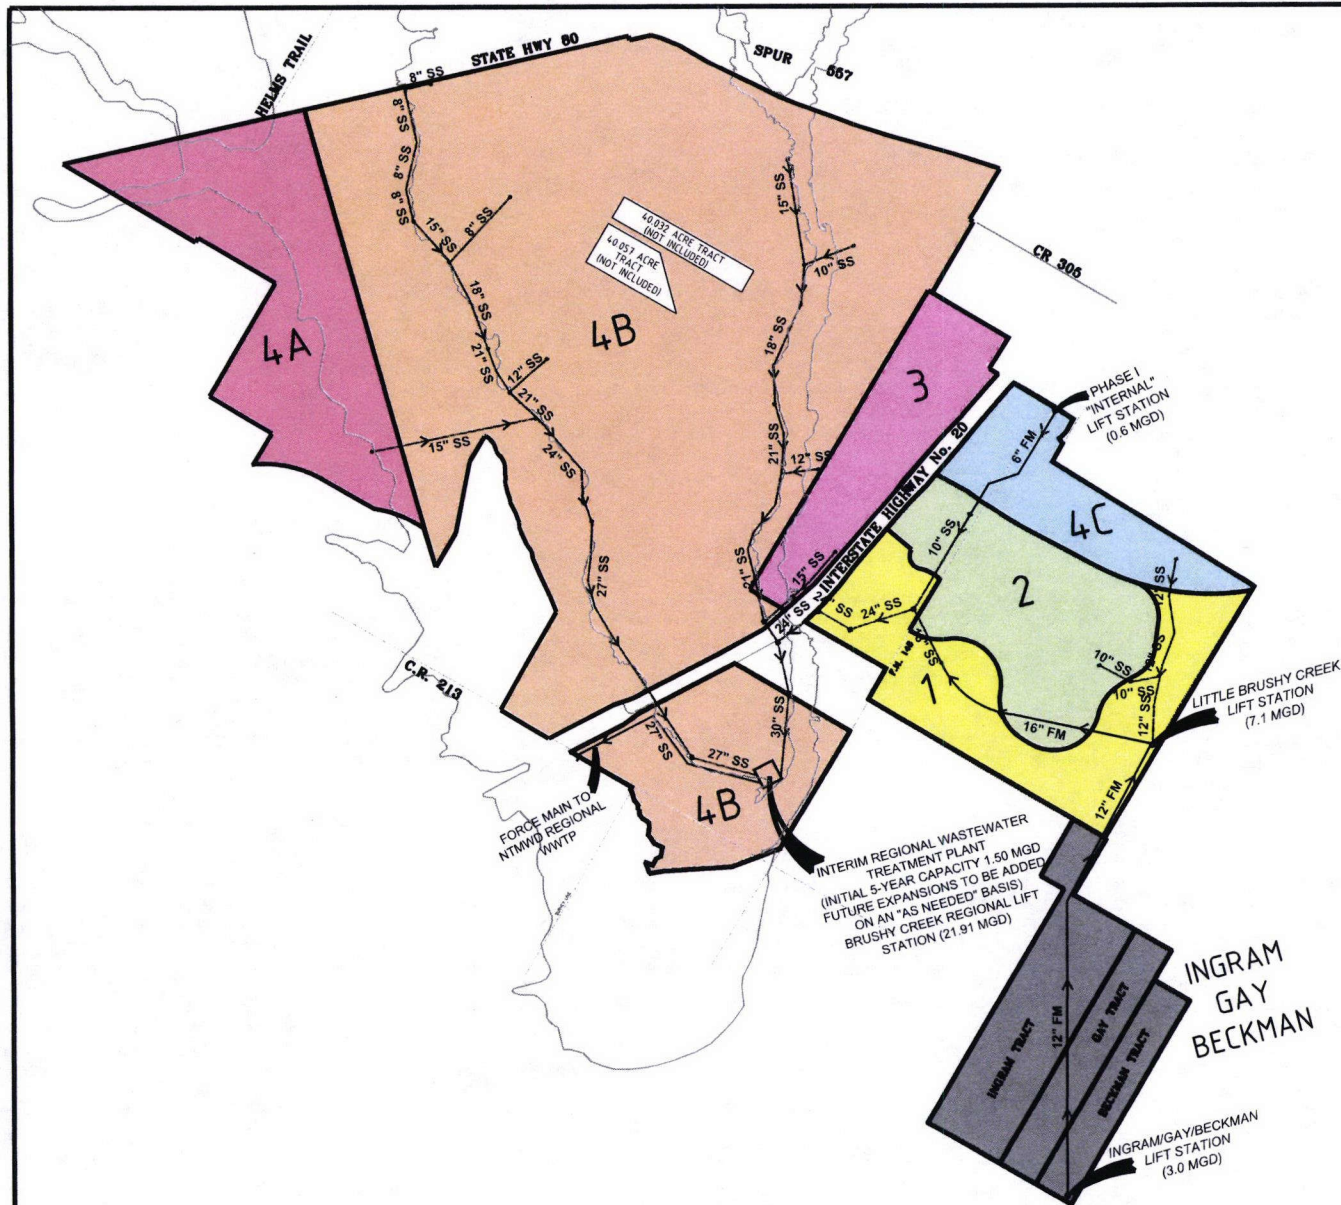 HELMS TRAIL
STATE HWY 80
SPUR 557
8" SS
8" SS
8" SS
8" SS
15" SS
8" SS
18" SS
21" SS
12" SS
21" SS
15" SS
24" SS
27" SS
40.032 ACRE TRACT
(NOT INCLUDED)
40.057 ACRE
TRACT
(NOT INCLUDED)
15" SS
10" SS
18" SS
21" SS
12" SS
21" SS
CR 305
4A
4B
3
15" SS
24" SS
INTERSTATE HIGHWAY No. 20
PHASE I
"INTERNAL"
LIFT STATION
(0.6 MGD)
6" FM
4C
10" SS
2
12" SS
SS
24" SS
F.M. 148
SS
1
10" SS
10" SS
12" SS
16" FM
12" SS
LITTLE BRUSHY CREEK
LIFT STATION
(7.1 MGD)
12" FM
C.R. 213
27" SS
27" SS
30" SS
4B
FORCE MAIN TO
NTMWD REGIONAL
WWTP
INTERIM REGIONAL WASTEWATER
TREATMENT PLANT
(INITIAL 5-YEAR CAPACITY 1.50 MGD
FUTURE EXPANSIONS TO BE ADDED
ON AN "AS NEEDED" BASIS)
BRUSHY CREEK REGIONAL LIFT
STATION (21.91 MGD)
INGRAM
GAY
BECKMAN
12" FM
INGRAM TRACT
GAY TRACT
BECKMAN TRACT
INGRAM/GAY/BECKMAN
LIFT STATION
(3.0 MGD)